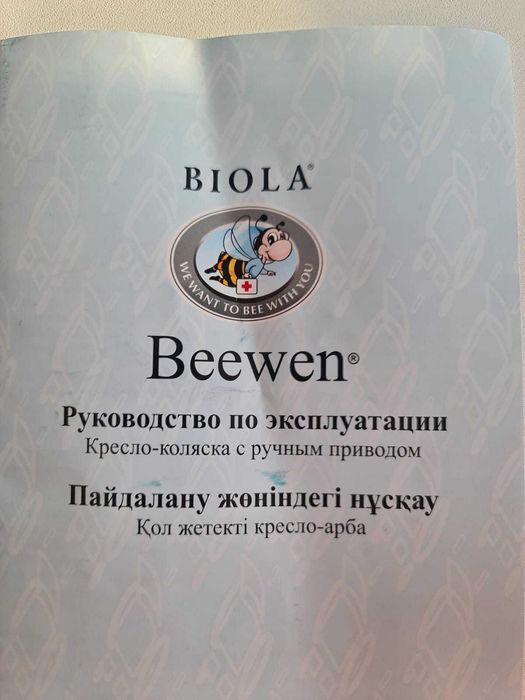 BIOLA®
WE WANT TO BEE WITH YOU
Beewen®
Руководство по эксплуатации
Кресло-коляска с ручным приводом
Пайдалану жөніндегі нұсқау
Қол жетекті кресло-арба